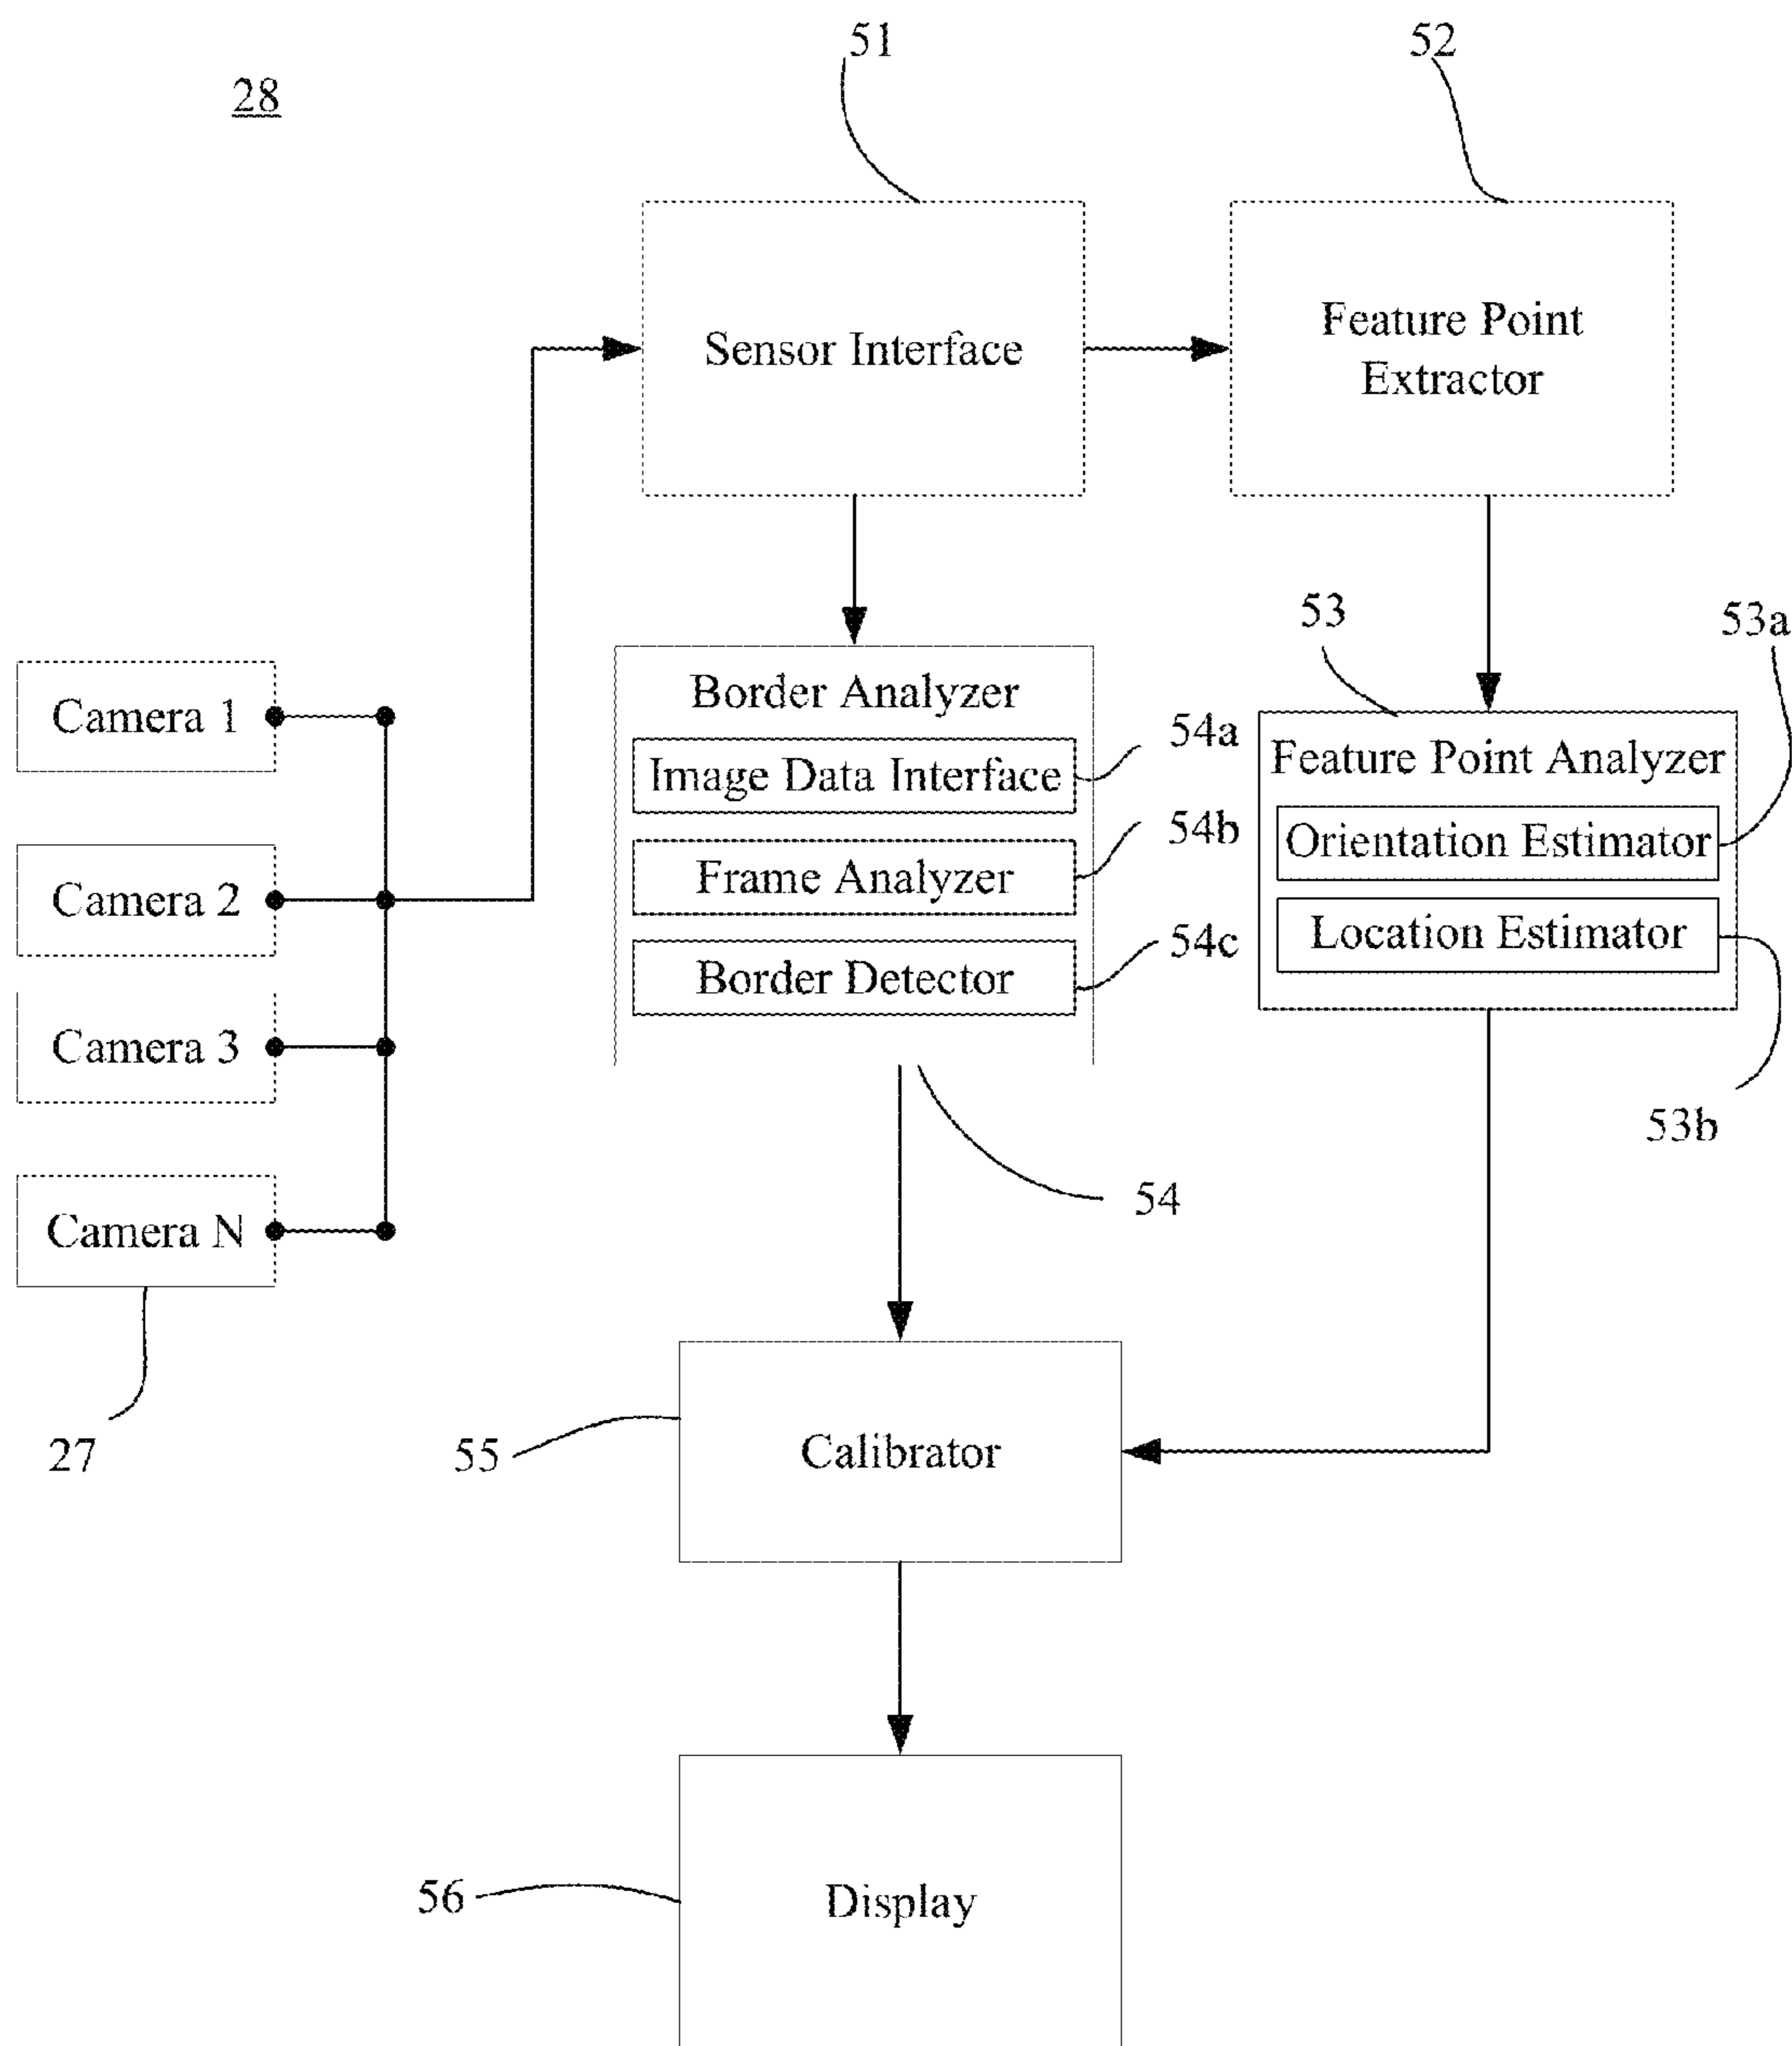 51
52
28
Sensor Interface
Feature Point
Extractor
53
53a
Camera 1
Border Analyzer
54a
Image Data Interface
Feature Point Analyzer
54b
Orientation Estimator
Camera 2
Frame Analyzer
Location Estimator
54c
Border Detector
Camera 3
53b
54
Camera N
27
55
Calibrator
56
Display